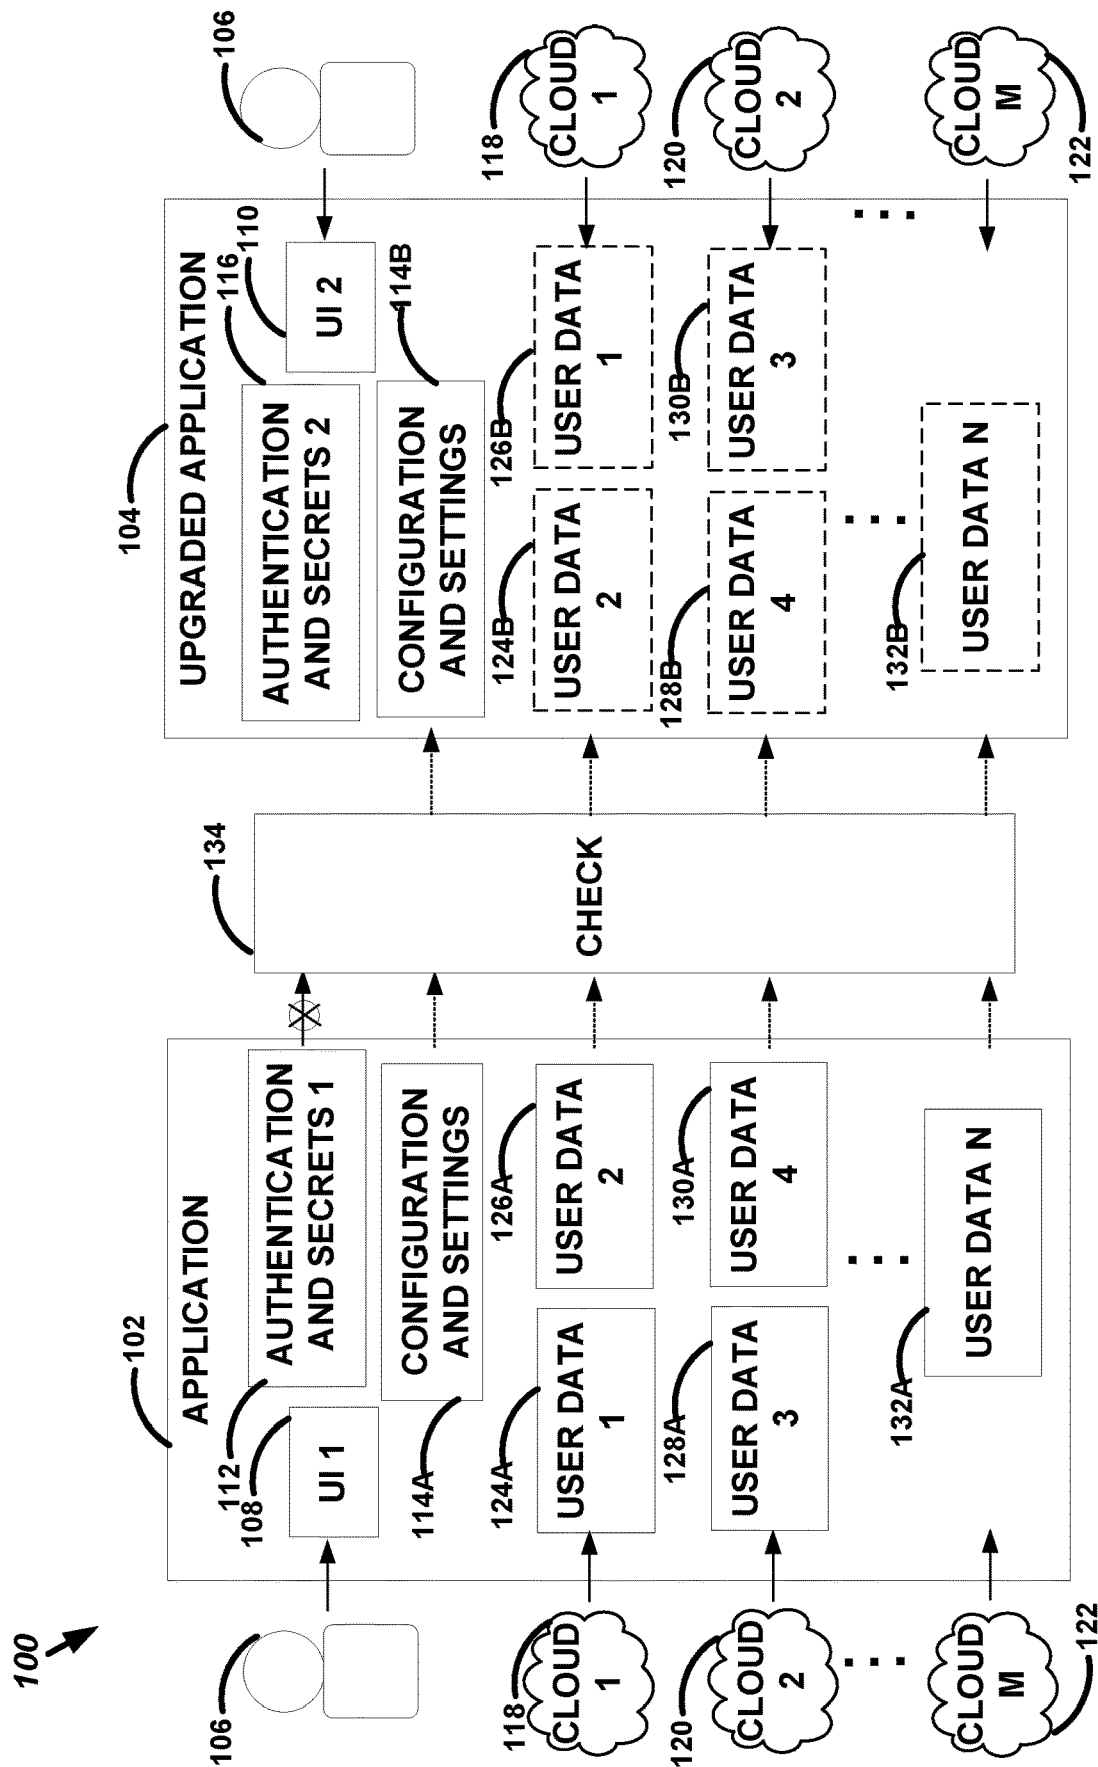 100
106
118
CLOUD
1
120
CLOUD
2
CLOUD
M
122
102
APPLICATION
112
108
UI 1
AUTHENTICATION
AND SECRETS 1
114A
CONFIGURATION
AND SETTINGS
124A
USER DATA
1
126A
USER DATA
2
128A
USER DATA
3
130A
USER DATA
4
132A
USER DATA N
134
CHECK
104
UPGRADED APPLICATION
116
110
AUTHENTICATION
AND SECRETS 2
UI 2
114B
CONFIGURATION
AND SETTINGS
124B
USER DATA
2
126B
USER DATA
1
128B
USER DATA
4
130B
USER DATA
3
132B
USER DATA N
106
118
CLOUD
1
120
CLOUD
2
CLOUD
M
122